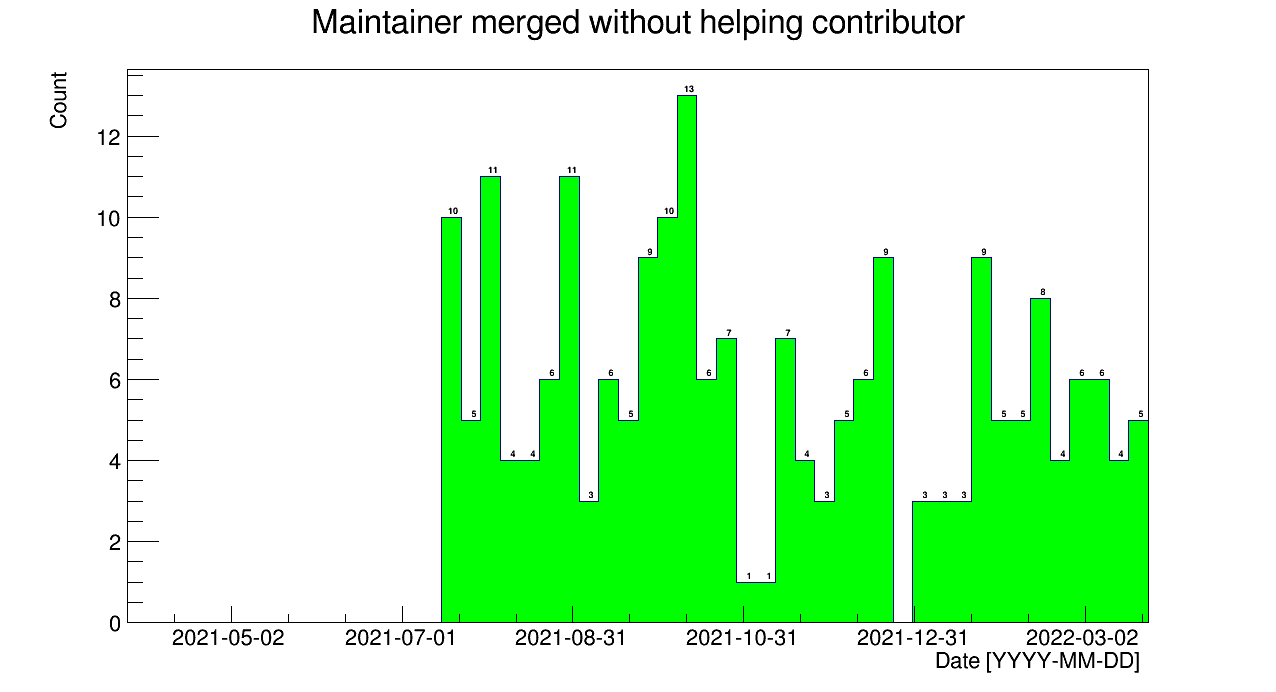 Maintainer merged without helping contributor
Count
12
10
8
6
4
2
0
10 5 11 4 4 6 11 3 6 5 9 10 13 6 7 1 1 7 4 3 5 6 9 3 3 3 9 5 5 8 4 6 6 4 5
2021-05-02 2021-07-01 2021-08-31 2021-10-31 2021-12-31 2022-03-02
Date [YYYY-MM-DD]